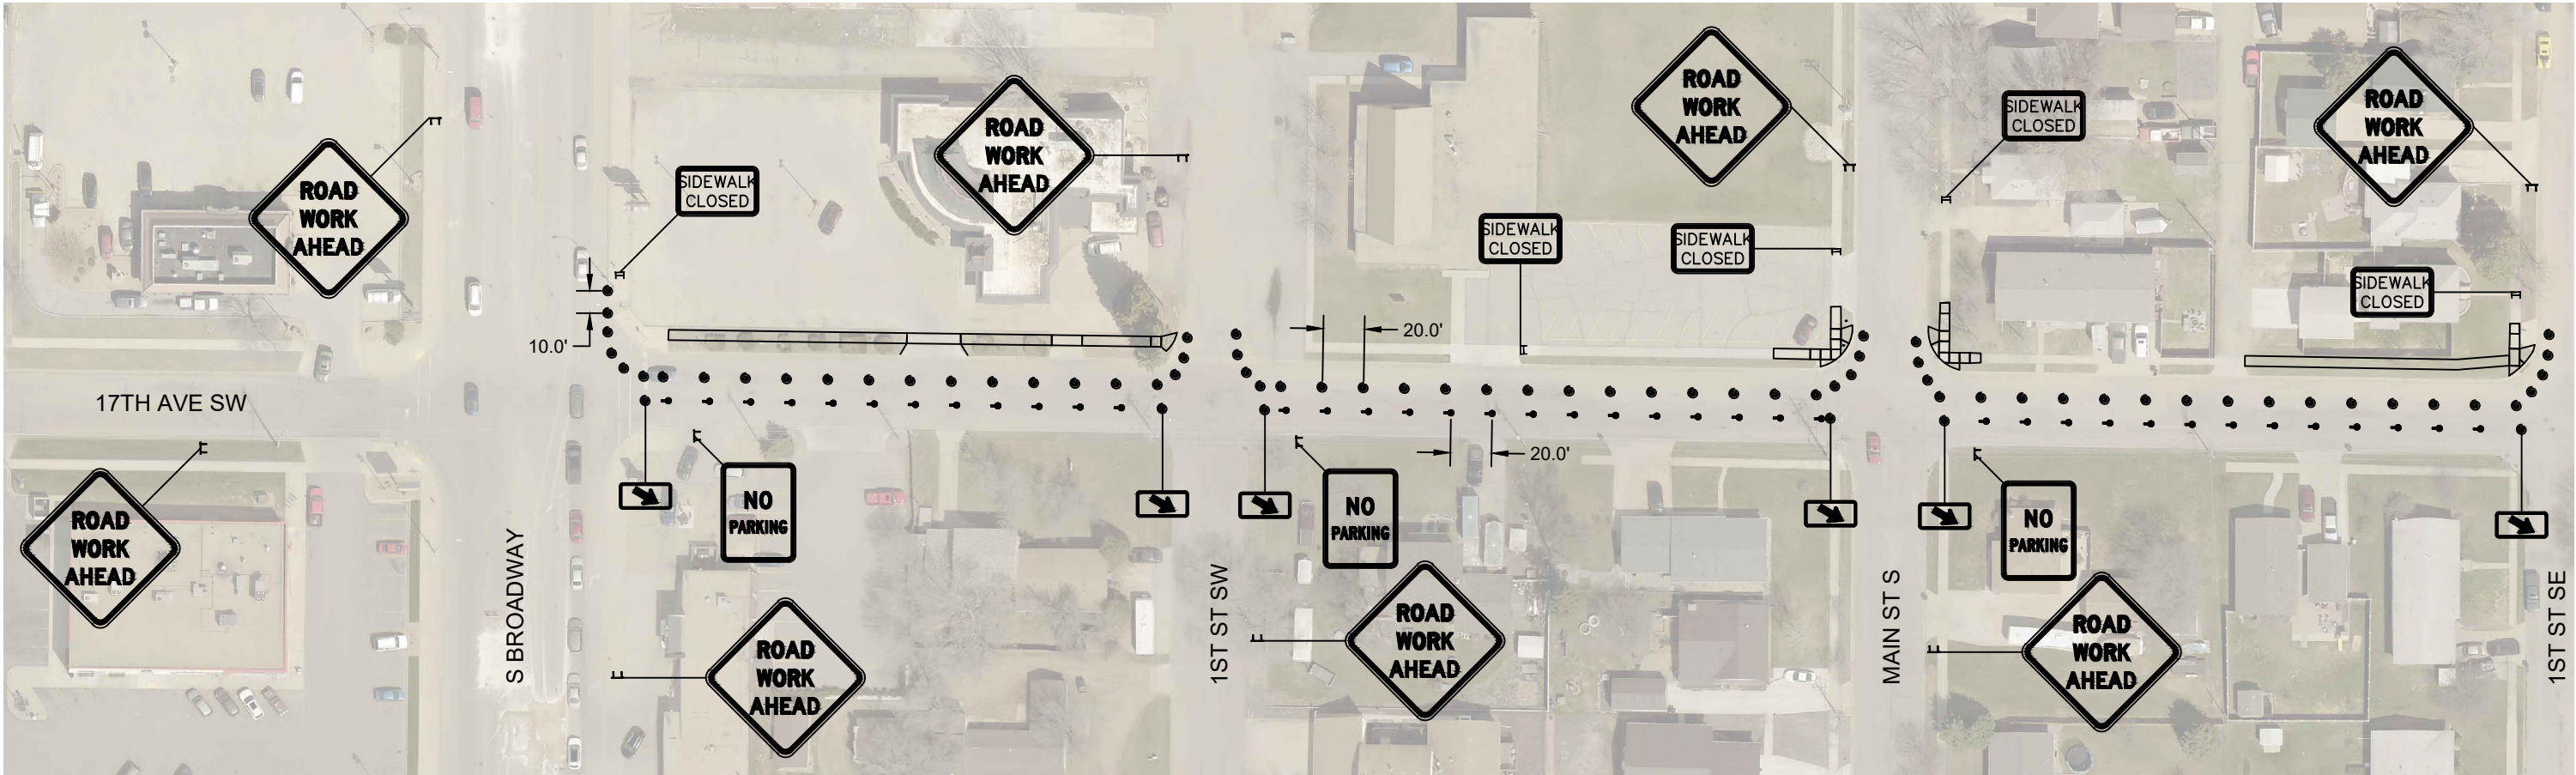 ROAD
WORK
AHEAD
SIDEWALK
CLOSED
ROAD
WORK
AHEAD
ROAD
WORK
AHEAD
SIDEWALK
CLOSED
ROAD
WORK
AHEAD
SIDEWALK
CLOSED
SIDEWALK
CLOSED
SIDEWALK
CLOSED
10.0'
20.0'
17TH AVE SW
20.0'
ROAD
WORK
AHEAD
S BROADWAY
NO
PARKING
ROAD
WORK
AHEAD
1ST ST SW
NO
PARKING
ROAD
WORK
AHEAD
MAIN ST S
NO
PARKING
ROAD
WORK
AHEAD
1ST ST SE